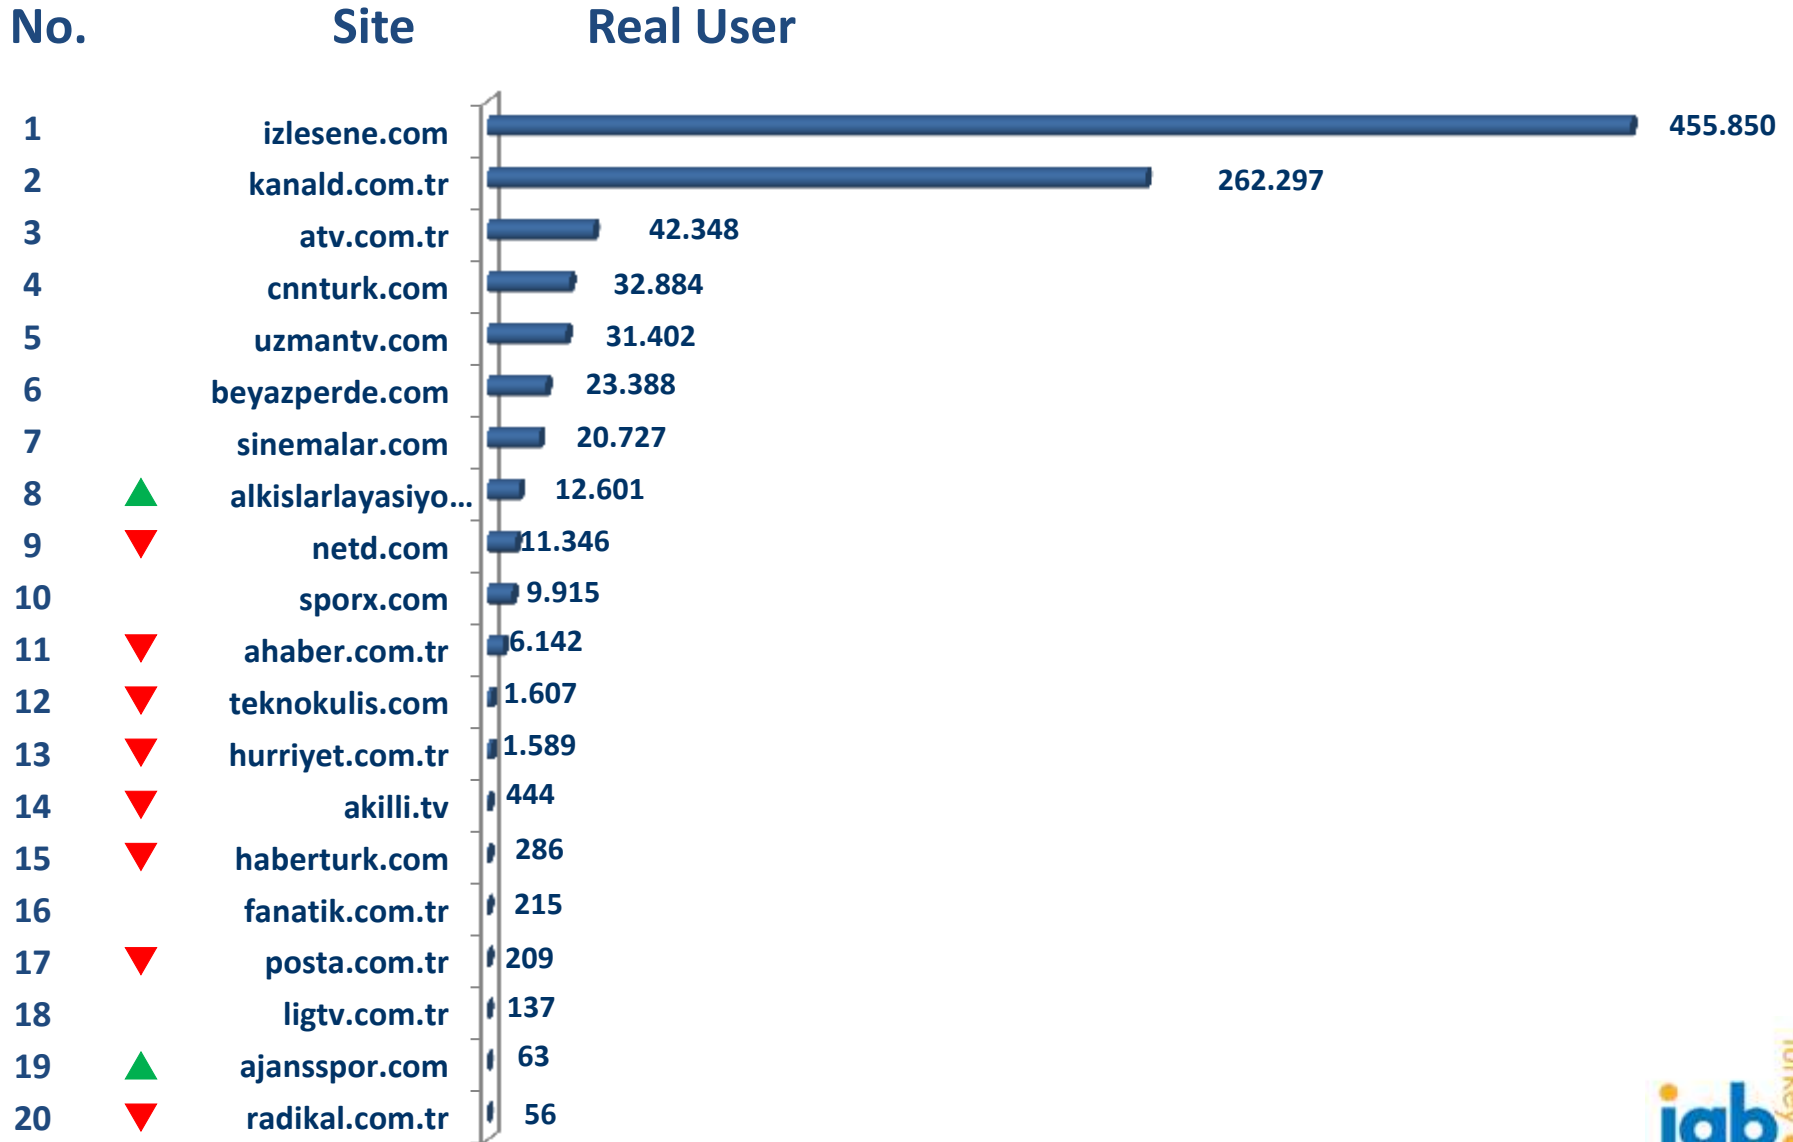 No. Site Real User
1 izlesene.com 455.850
2 kanald.com.tr 262.297
3 atv.com.tr 42.348
4 cnnturk.com 32.884
5 uzmantv.com 31.402
6 beyazperde.com 23.388
7 sinemalar.com 20.727
8 alkislarlayasiyo... 12.601
9 netd.com 11.346
10 sporx.com 9.915
11 ahaber.com.tr 6.142
12 teknokulis.com 1.607
13 hurriyet.com.tr 1.589
14 akilli.tv 444
15 haberturk.com 286
16 fanatik.com.tr 215
17 posta.com.tr 209
18 ligtv.com.tr 137
19 ajansspor.com 63
20 radikal.com.tr 56
iab
Turkey